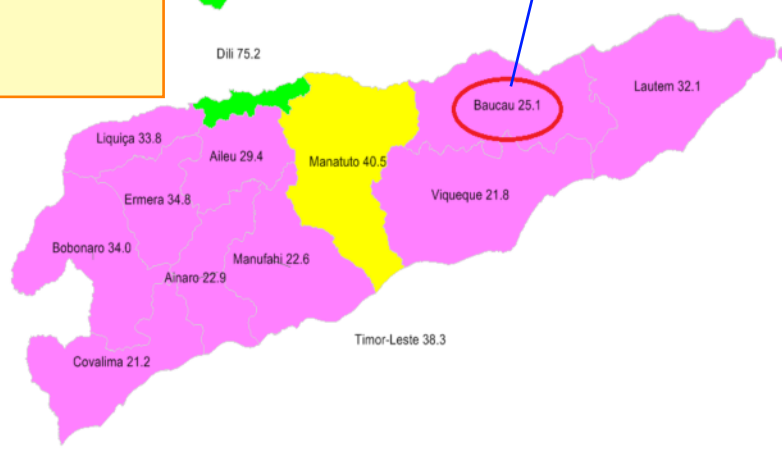 Dili 75.2
Lautem 32.1
Baucau 25.1
Liquiça 33.8
Aileu 29.4
Manatuto 40.5
Ermera 34.8
Viqueque 21.8
Bobonaro 34.0
Manufahi 22.6
Ainaro 22.9
Timor-Leste 38.3
Covalima 21.2